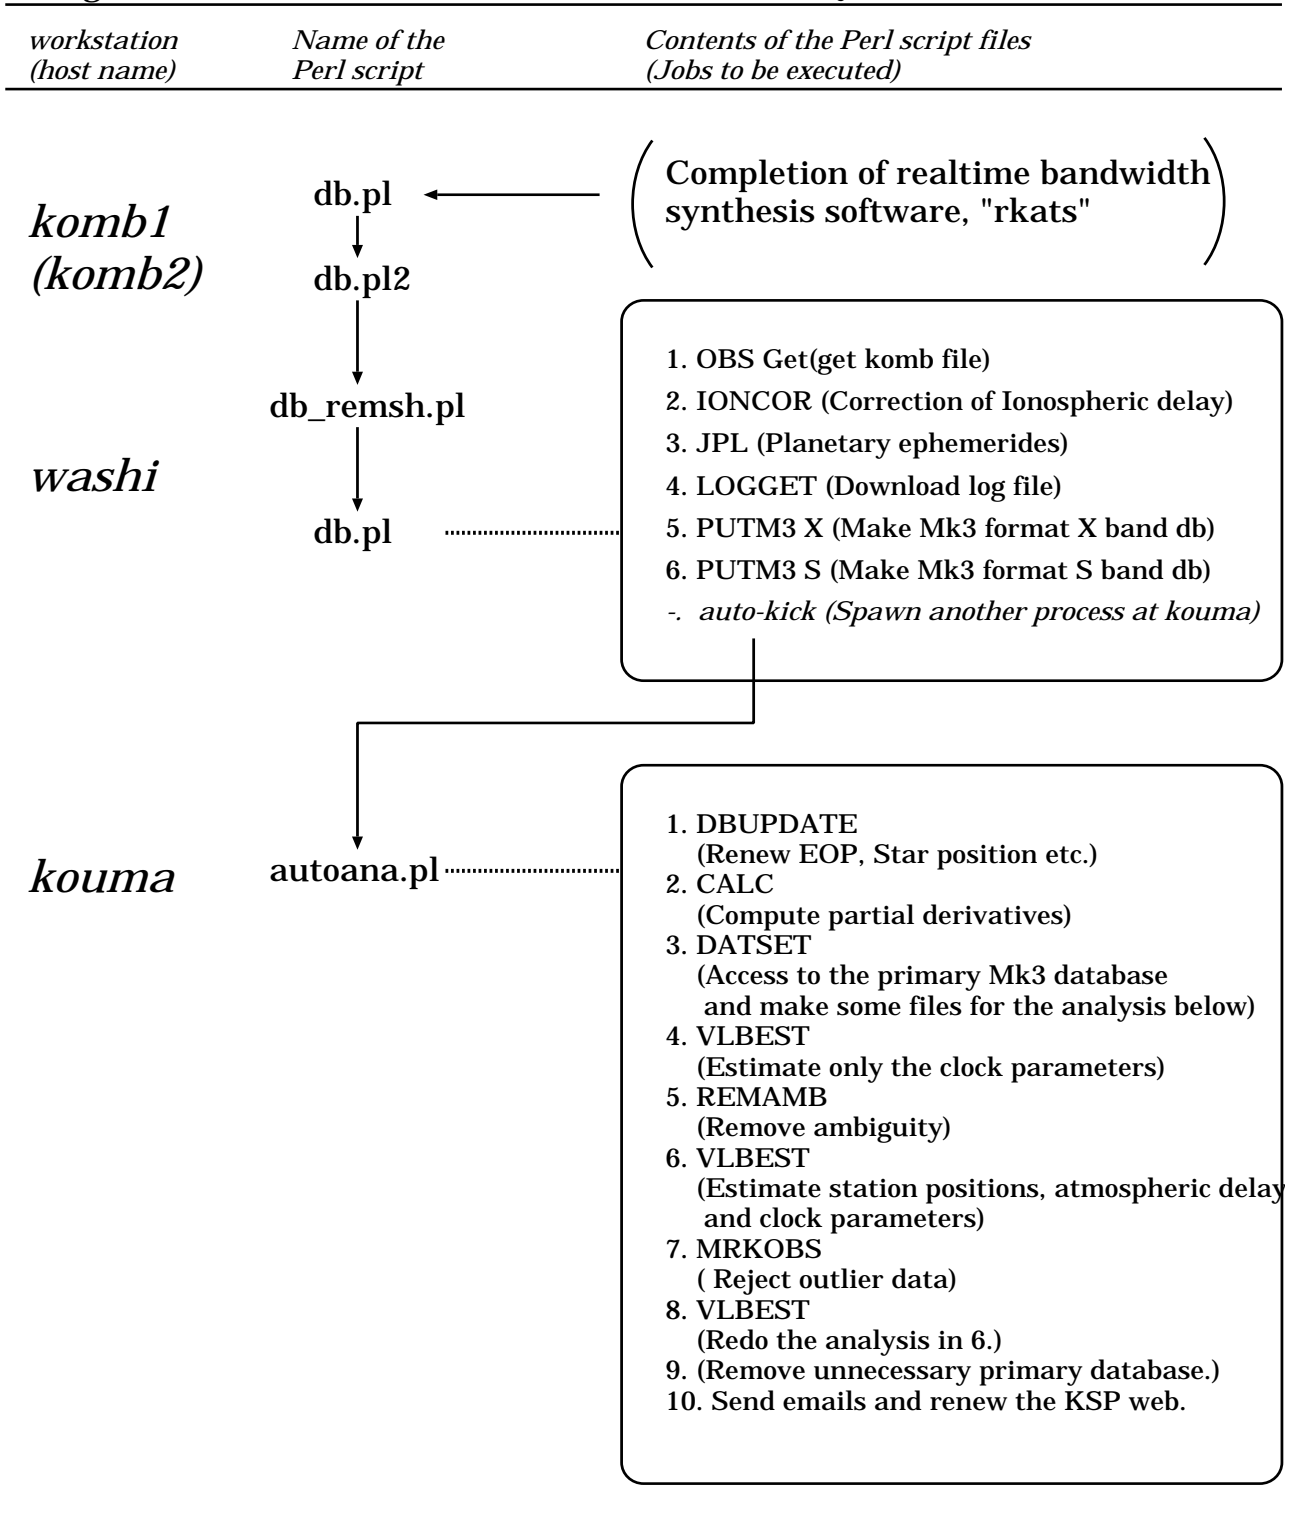 workstation
(host name)
Name of the
Perl script
Contents of the Perl script files
(Jobs to be executed)
komb1
(komb2)
db.pl
Completion of realtime bandwidth
synthesis software, "rkats"
db.pl2
db_remsh.pl
washi
db.pl
1. OBS Get(get komb file)
2. IONCOR (Correction of Ionospheric delay)
3. JPL (Planetary ephemerides)
4. LOGGET (Download log file)
5. PUTM3 X (Make Mk3 format X band db)
6. PUTM3 S (Make Mk3 format S band db)
-. auto-kick (Spawn another process at kouma)
kouma
autoana.pl
1. DBUPDATE
(Renew EOP, Star position etc.)
2. CALC
(Compute partial derivatives)
3. DATSET
(Access to the primary Mk3 database
and make some files for the analysis below)
4. VLBEST
(Estimate only the clock parameters)
5. REMAMB
(Remove ambiguity)
6. VLBEST
(Estimate station positions, atmospheric delay
and clock parameters)
7. MRKOBS
( Reject outlier data)
8. VLBEST
(Redo the analysis in 6.)
9. (Remove unnecessary primary database.)
10. Send emails and renew the KSP web.